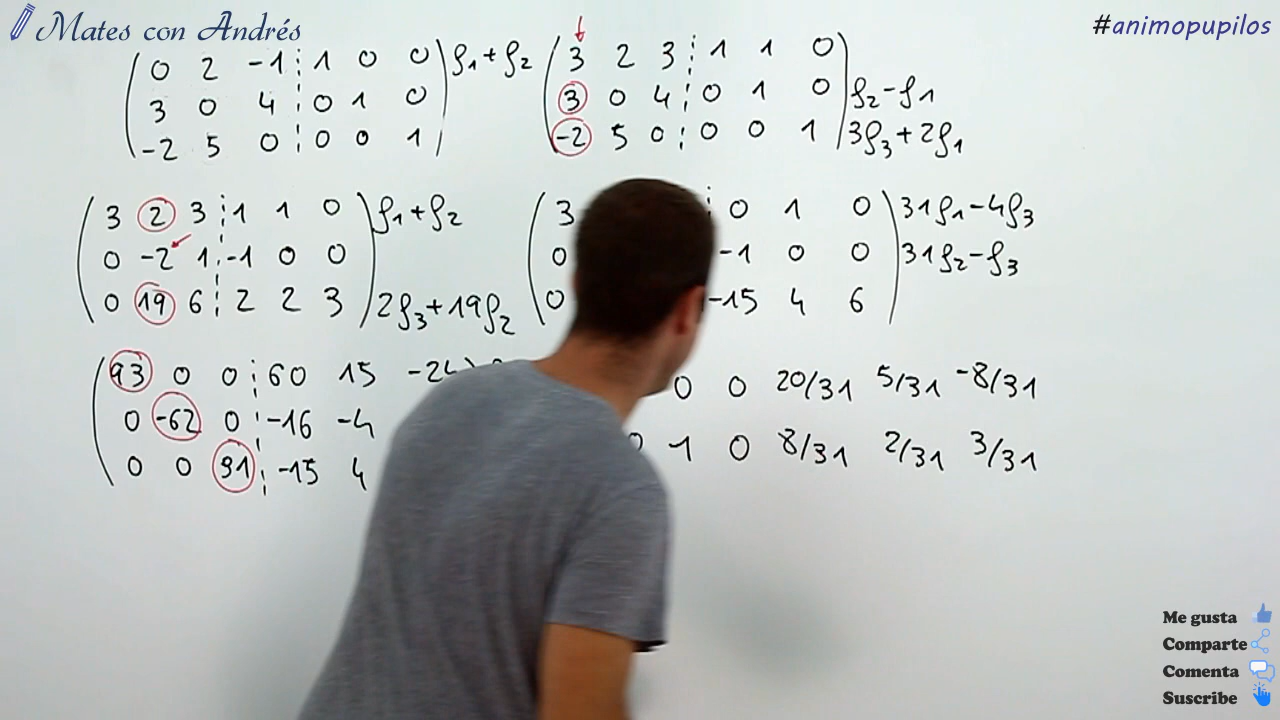 Mates con Andrés
#animopupilos
0 2 -1 1 0 0 ρ1+ρ2
3 0 4 0 1 0
-2 5 0 0 0 1
3 2 3 1 1 0
3 0 4 0 1 0 ρ2-ρ1
-2 5 0 0 0 1 3ρ3+2ρ1
3 2 3 1 1 0 ρ1+ρ2
0 -2 1 -1 0 0
0 19 6 2 2 3 2ρ3+19ρ2
3 0 1 0 31ρ1-4ρ3
0 -1 0 0 31ρ2-ρ3
0 -15 4 6
93 0 0 60 15 -24
0 -62 0 -16 -4
0 0 31 -15 4
0 0 20/31 5/31 -8/31
0 1 0 8/31 2/31 3/31
Me gusta
Comparte
Comenta
Suscribe